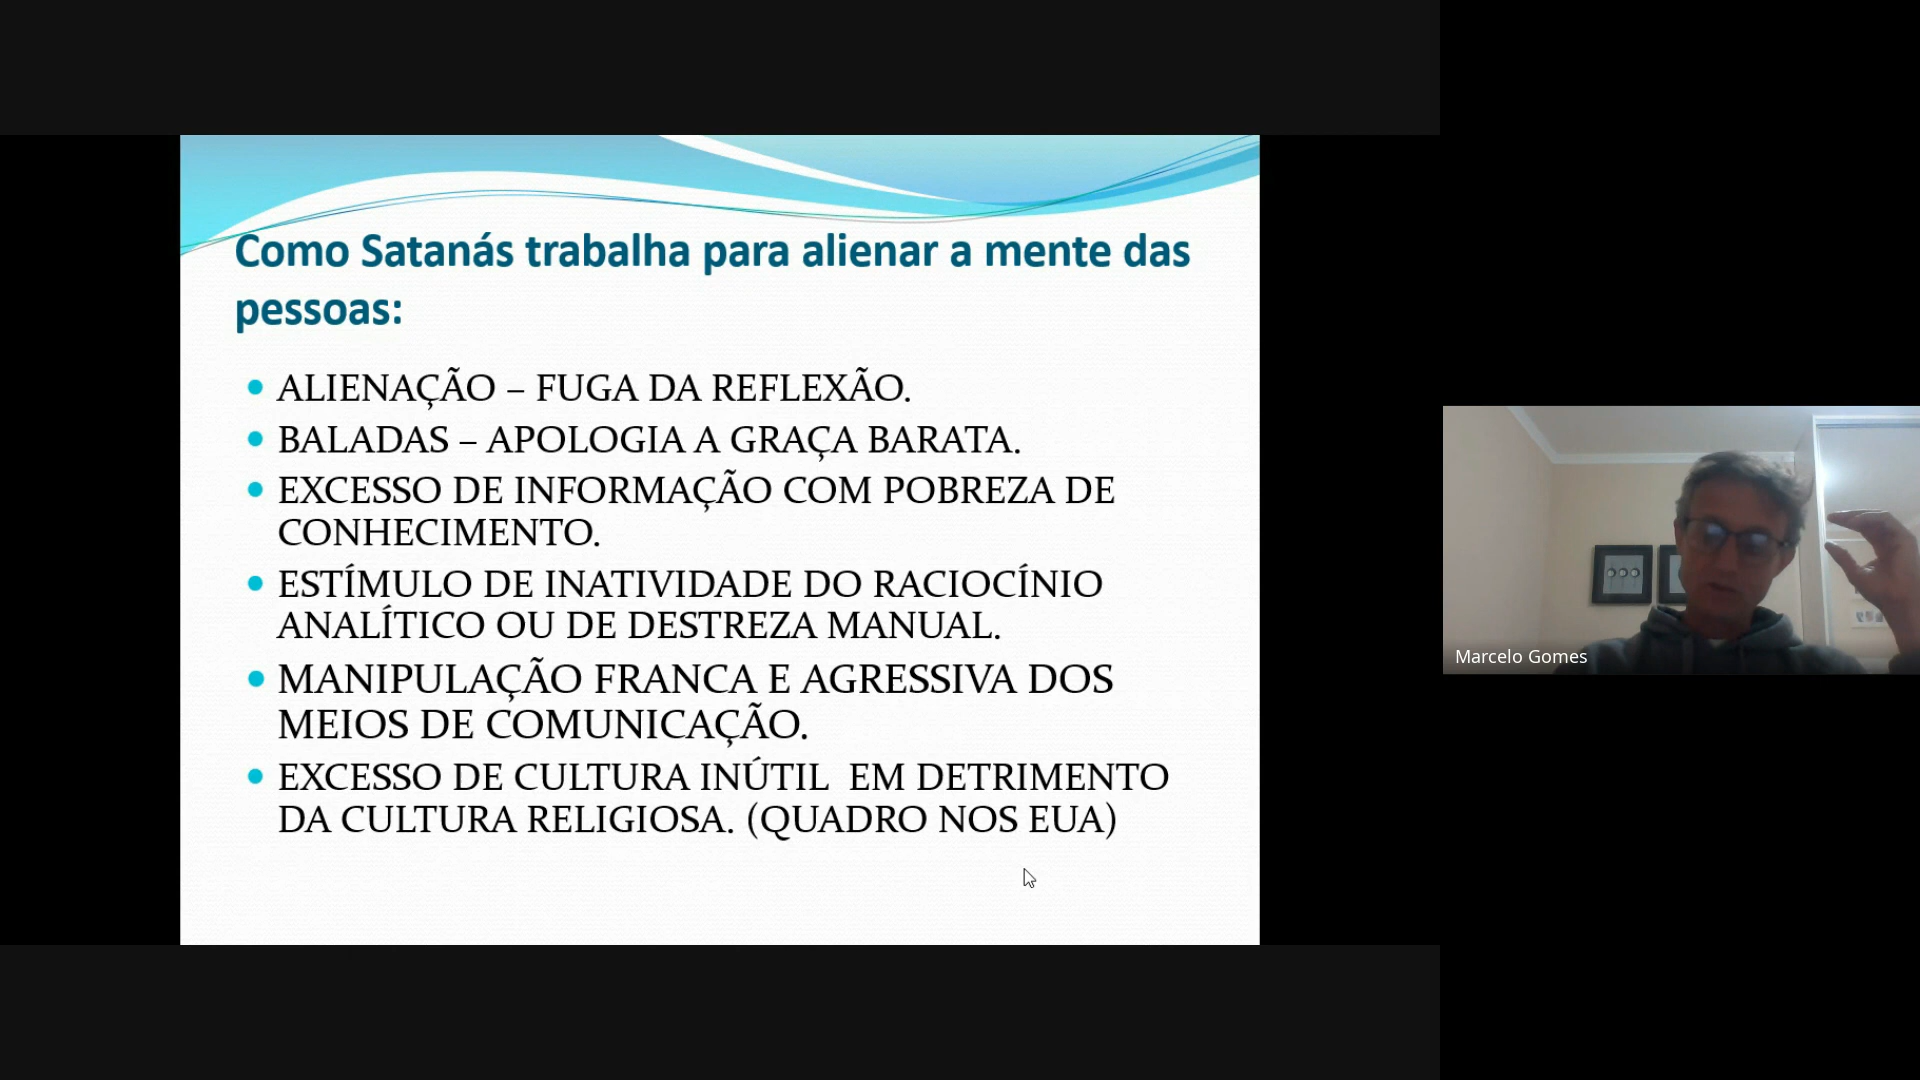 Como Satanás trabalha para alienar a mente das
pessoas:
ALIENAÇÃO – FUGA DA REFLEXÃO.
BALADAS – APOLOGIA A GRAÇA BARATA.
EXCESSO DE INFORMAÇÃO COM POBREZA DE
CONHECIMENTO.
ESTÍMULO DE INATIVIDADE DO RACIOCÍNIO
ANALÍTICO OU DE DESTREZA MANUAL.
MANIPULAÇÃO FRANCA E AGRESSIVA DOS
MEIOS DE COMUNICAÇÃO.
EXCESSO DE CULTURA INÚTIL  EM DETRIMENTO
DA CULTURA RELIGIOSA. (QUADRO NOS EUA)
Marcelo Gomes